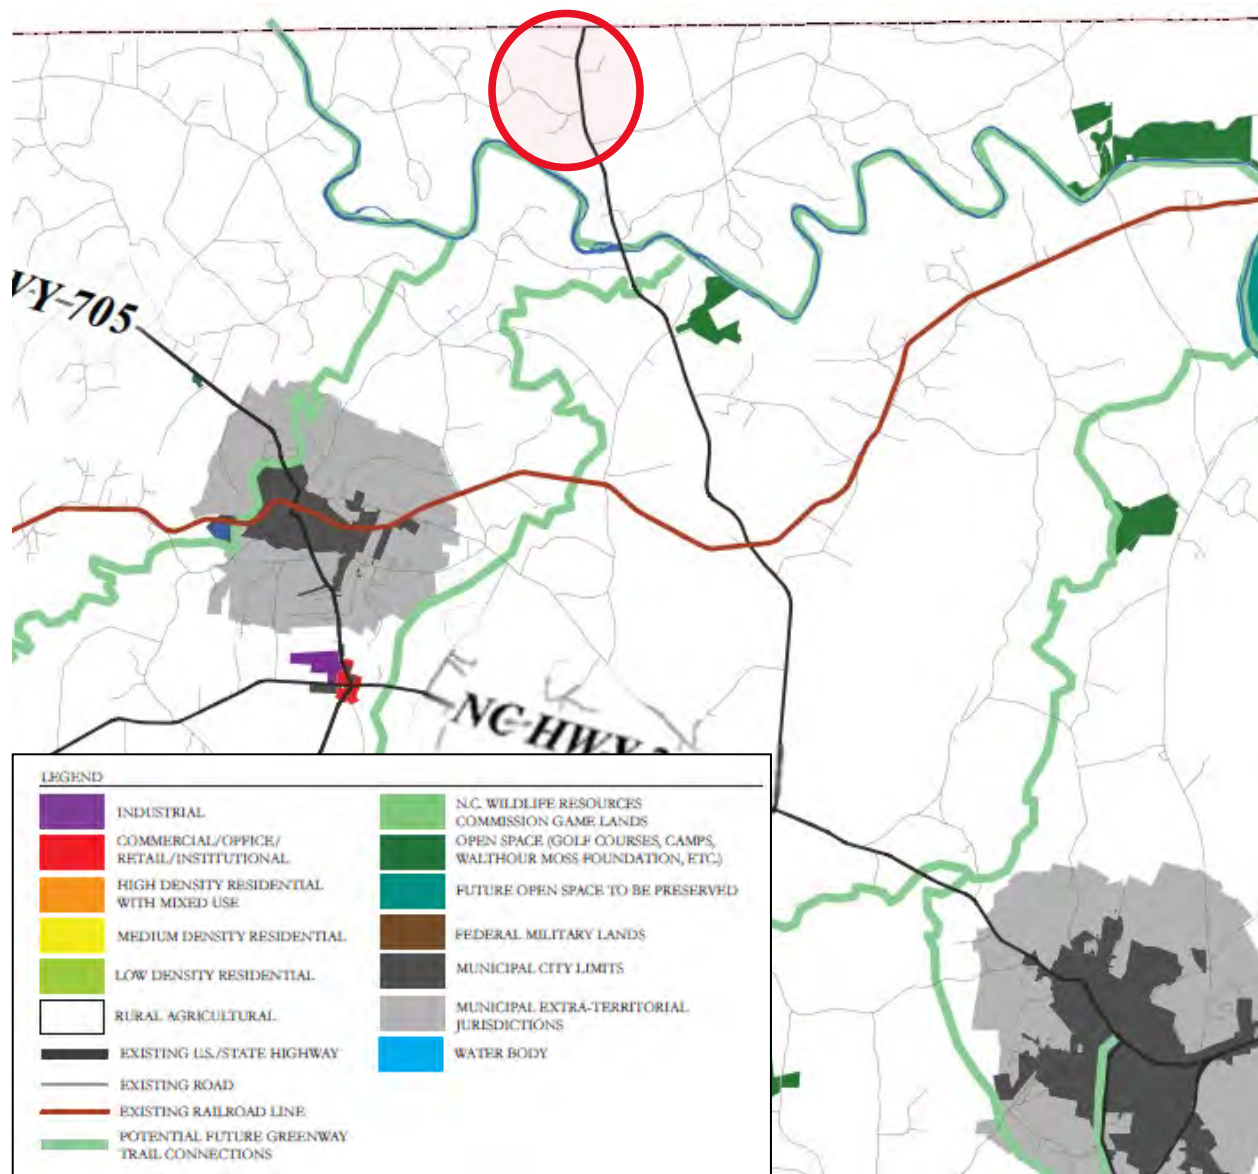 WY-705
NC-HWY
LEGEND
INDUSTRIAL
COMMERCIAL/OFFICE/
RETAIL/INSTITUTIONAL
HIGH DENSITY RESIDENTIAL
WITH MIXED USE
MEDIUM DENSITY RESIDENTIAL
LOW DENSITY RESIDENTIAL
RURAL AGRICULTURAL
EXISTING U.S./STATE HIGHWAY
EXISTING ROAD
EXISTING RAILROAD LINE
POTENTIAL FUTURE GREENWAY
TRAIL CONNECTIONS
N.C. WILDLIFE RESOURCES
COMMISSION GAME LANDS
OPEN SPACE (GOLF COURSES, CAMPS,
WALTHOUR MOSS FOUNDATION, ETC.)
FUTURE OPEN SPACE TO BE PRESERVED
FEDERAL MILITARY LANDS
MUNICIPAL CITY LIMITS
MUNICIPAL EXTRA-TERRITORIAL
JURISDICTIONS
WATER BODY